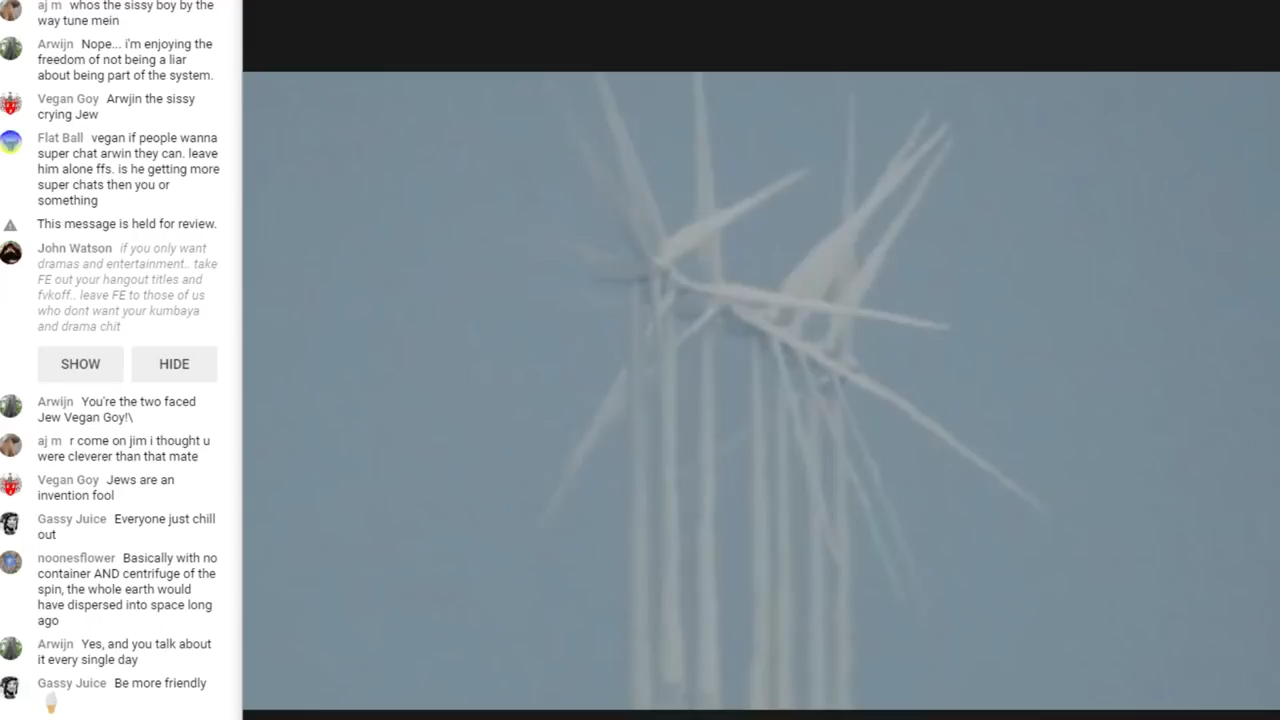 aj m whos the sissy boy by the
way tune mein
Arwijn Nope... i'm enjoying the
freedom of not being a liar
about being part of the system.
Vegan Goy Arwjin the sissy
crying Jew
Flat Ball vegan if people wanna
super chat arwin they can. leave
him alone ffs. is he getting more
super chats then you or
something
This message is held for review.
John Watson if you only want
dramas and entertainment.. take
FE out your hangout titles and
fvkoff.. leave FE to those of us
who dont want your kumbaya
and drama chit
SHOW HIDE
Arwijn You're the two faced
Jew Vegan Goy!\
aj m r come on jim i thought u
were cleverer than that mate
Vegan Goy Jews are an
invention fool
Gassy Juice Everyone just chill
out
noonesflower Basically with no
container AND centrifuge of the
spin, the whole earth would
have dispersed into space long
ago
Arwijn Yes, and you talk about
it every single day
Gassy Juice Be more friendly